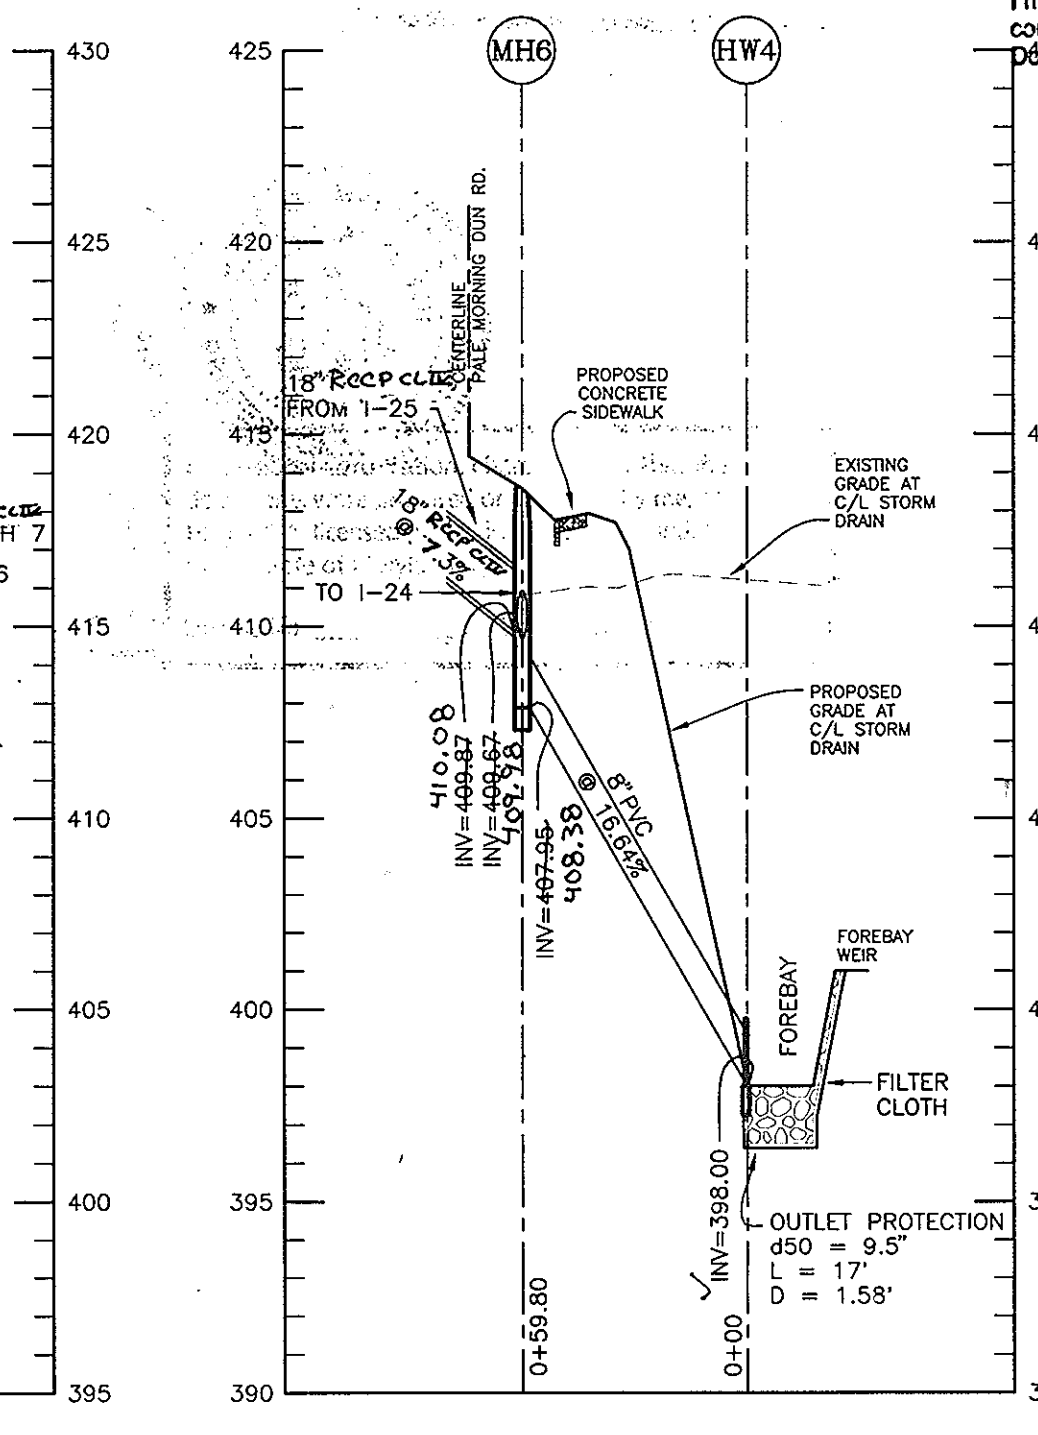 430
425
420
415
410
405
400
395
MH6
HW4
425
420
415
410
405
400
395
390
CENTERLINE
PALE MORNING DUN RD.
18" RCCP CL IV
FROM I-25
PROPOSED
CONCRETE
SIDEWALK
EXISTING
GRADE AT
C/L STORM
DRAIN
18" RCCP CL IV
@ 7.3%
TO I-24
PROPOSED
GRADE AT
C/L STORM
DRAIN
410.08
INV=409.87
INV=409.67
409.98
INV=407.95
408.38
8" PVC
@ 16.64%
FOREBAY
WEIR
FOREBAY
FILTER
CLOTH
INV=398.00
OUTLET PROTECTION
d50 = 9.5"
L = 17'
D = 1.58'
0+59.80
0+00